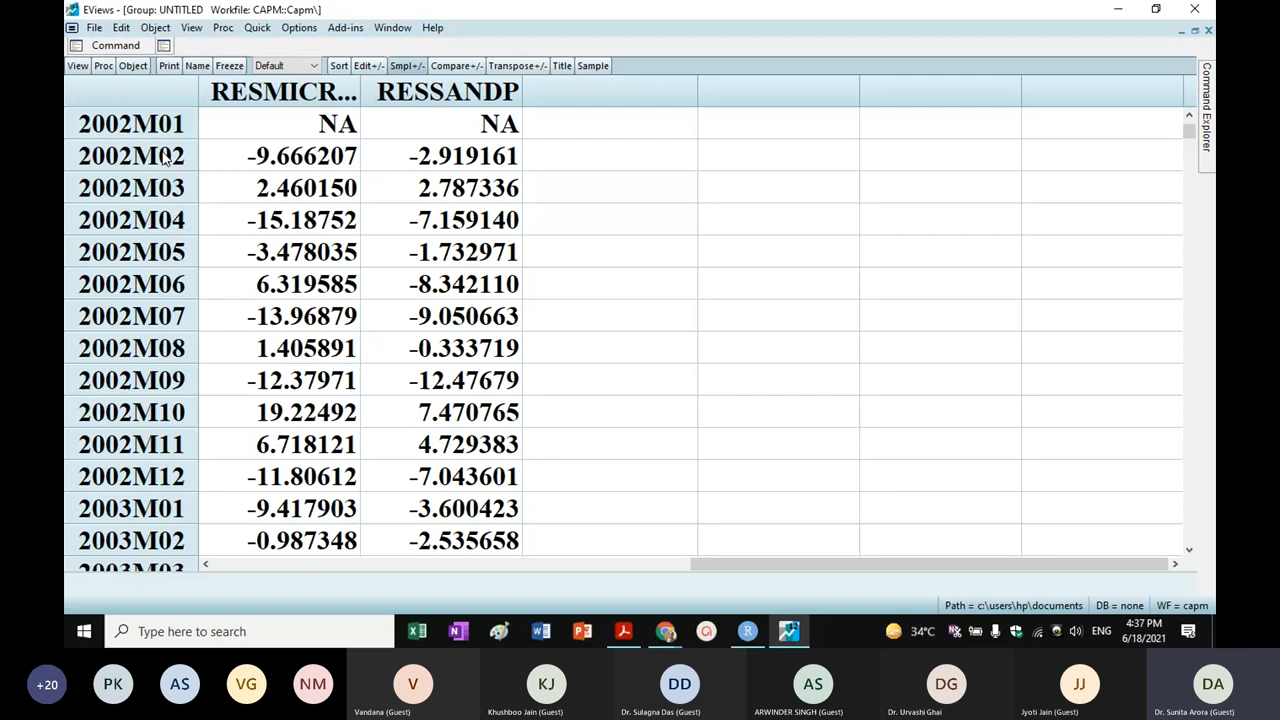 EViews - [Group: UNTITLED   Workfile: CAPM::Capm\]
File Edit Object View Proc Quick Options Add-ins Window Help
Command
View Proc Object Print Name Freeze Default Sort Edit+/- Smpl+/- Compare+/- Transpose+/- Title Sample
RESMICR... RESSANDP
2002M01 NA NA
2002M02 -9.666207 -2.919161
2002M03 2.460150 2.787336
2002M04 -15.18752 -7.159140
2002M05 -3.478035 -1.732971
2002M06 6.319585 -8.342110
2002M07 -13.96879 -9.050663
2002M08 1.405891 -0.333719
2002M09 -12.37971 -12.47679
2002M10 19.22492 7.470765
2002M11 6.718121 4.729383
2002M12 -11.80612 -7.043601
2003M01 -9.417903 -3.600423
2003M02 -0.987348 -2.535658
2003M03
Command Explorer
Path = c:\users\hp\documents DB = none WF = capm
Type here to search
34°C ENG 4:37 PM
6/18/2021
+20 PK AS VG NM V KJ DD AS DG JJ DA
Vandana (Guest) Khushboo Jain (Guest) Dr. Sulagna Das (Guest) ARWINDER SINGH (Guest) Dr. Urvashi Ghai Jyoti Jain (Guest) Dr. Sunita Arora (Guest)